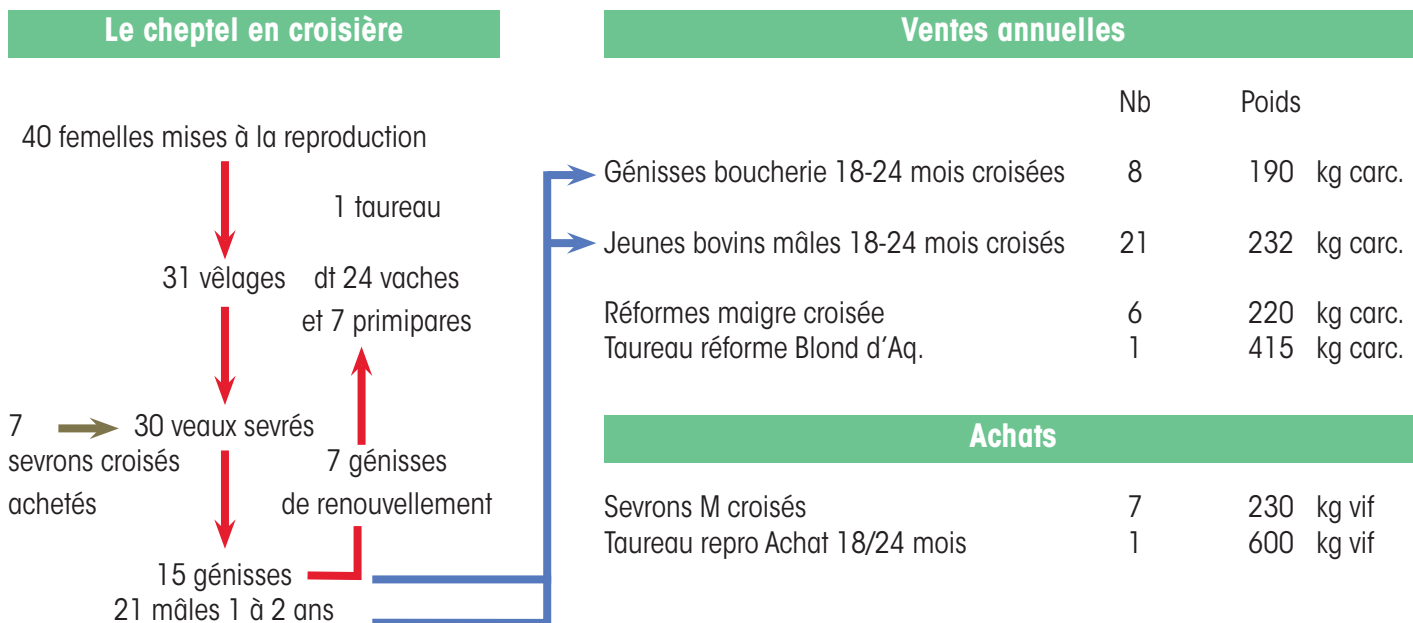 Le cheptel en croisière
40 femelles mises à la reproduction
1 taureau
31 vêlages dt 24 vaches
et 7 primipares
7 30 veaux sevrés
sevrons croisés 7 génisses
achetés de renouvellement
15 génisses
21 mâles 1 à 2 ans
Ventes annuelles
Nb Poids
Génisses boucherie 18-24 mois croisées 8 190 kg carc.
Jeunes bovins mâles 18-24 mois croisés 21 232 kg carc.
Réformes maigre croisée 6 220 kg carc.
Taureau réforme Blond d’Aq. 1 415 kg carc.
Achats
Sevrons M croisés 7 230 kg vif
Taureau repro Achat 18/24 mois 1 600 kg vif